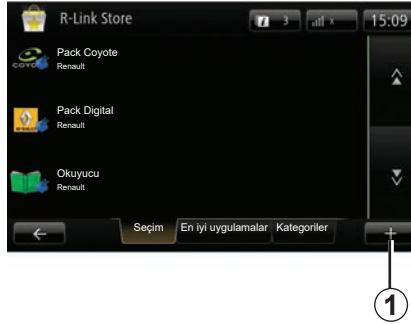 R-Link Store
3
x
15:09
Pack Coyote
Renault
Pack Digital
Renault
Okuyucu
Renault
Seçim
En iyi uygulamalar
Kategoriler
+
1